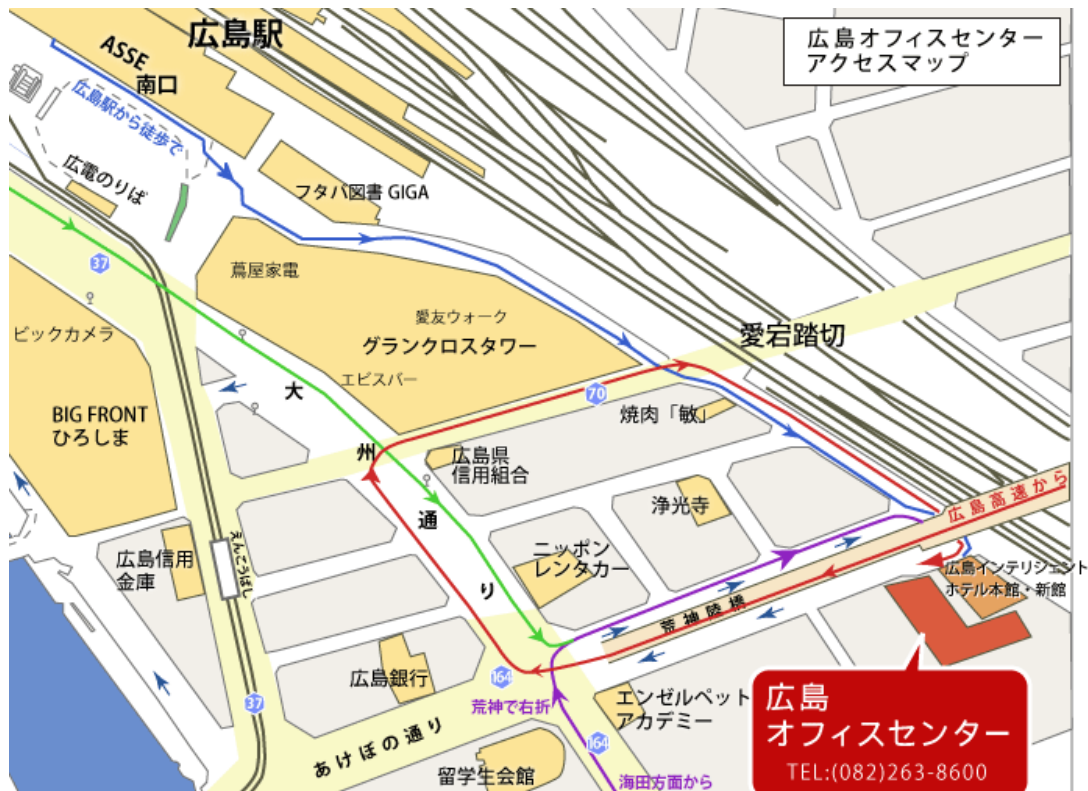 広島駅
ASSE
南口
広島オフィスセンター
アクセスマップ
広島駅から徒歩で
広電のりば
フタバ図書 GIGA
37
蔦屋家電
ビックカメラ
愛友ウォーク
グランクロスタワー
愛宕踏切
エビスバー
70
BIG FRONT
ひろしま
大
州
通
り
焼肉「敏」
広島県
信用組合
浄光寺
広島高速から
えんこうばし
広島信用
金庫
ニッポン
レンタカー
荒神陸橋
広島インテリジェント
ホテル本館・新館
広島銀行
164
荒神で右折
37
エンゼルペット
アカデミー
164
あけぼの通り
留学生会館
海田方面から
広島
オフィスセンター
TEL:(082)263-8600